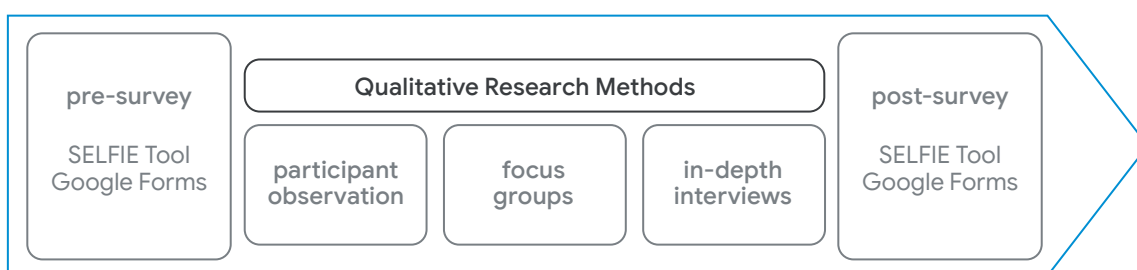 pre-survey
SELFIE Tool
Google Forms
Qualitative Research Methods
participant
observation
focus
groups
in-depth
interviews
post-survey
SELFIE Tool
Google Forms